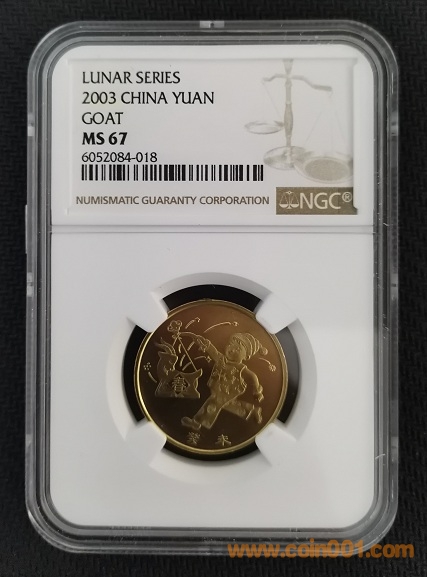 LUNAR SERIES
2003 CHINA YUAN
GOAT
MS 67
6052084-018
NUMISMATIC GUARANTY CORPORATION
NGC®
春
癸未
www.coin001.com